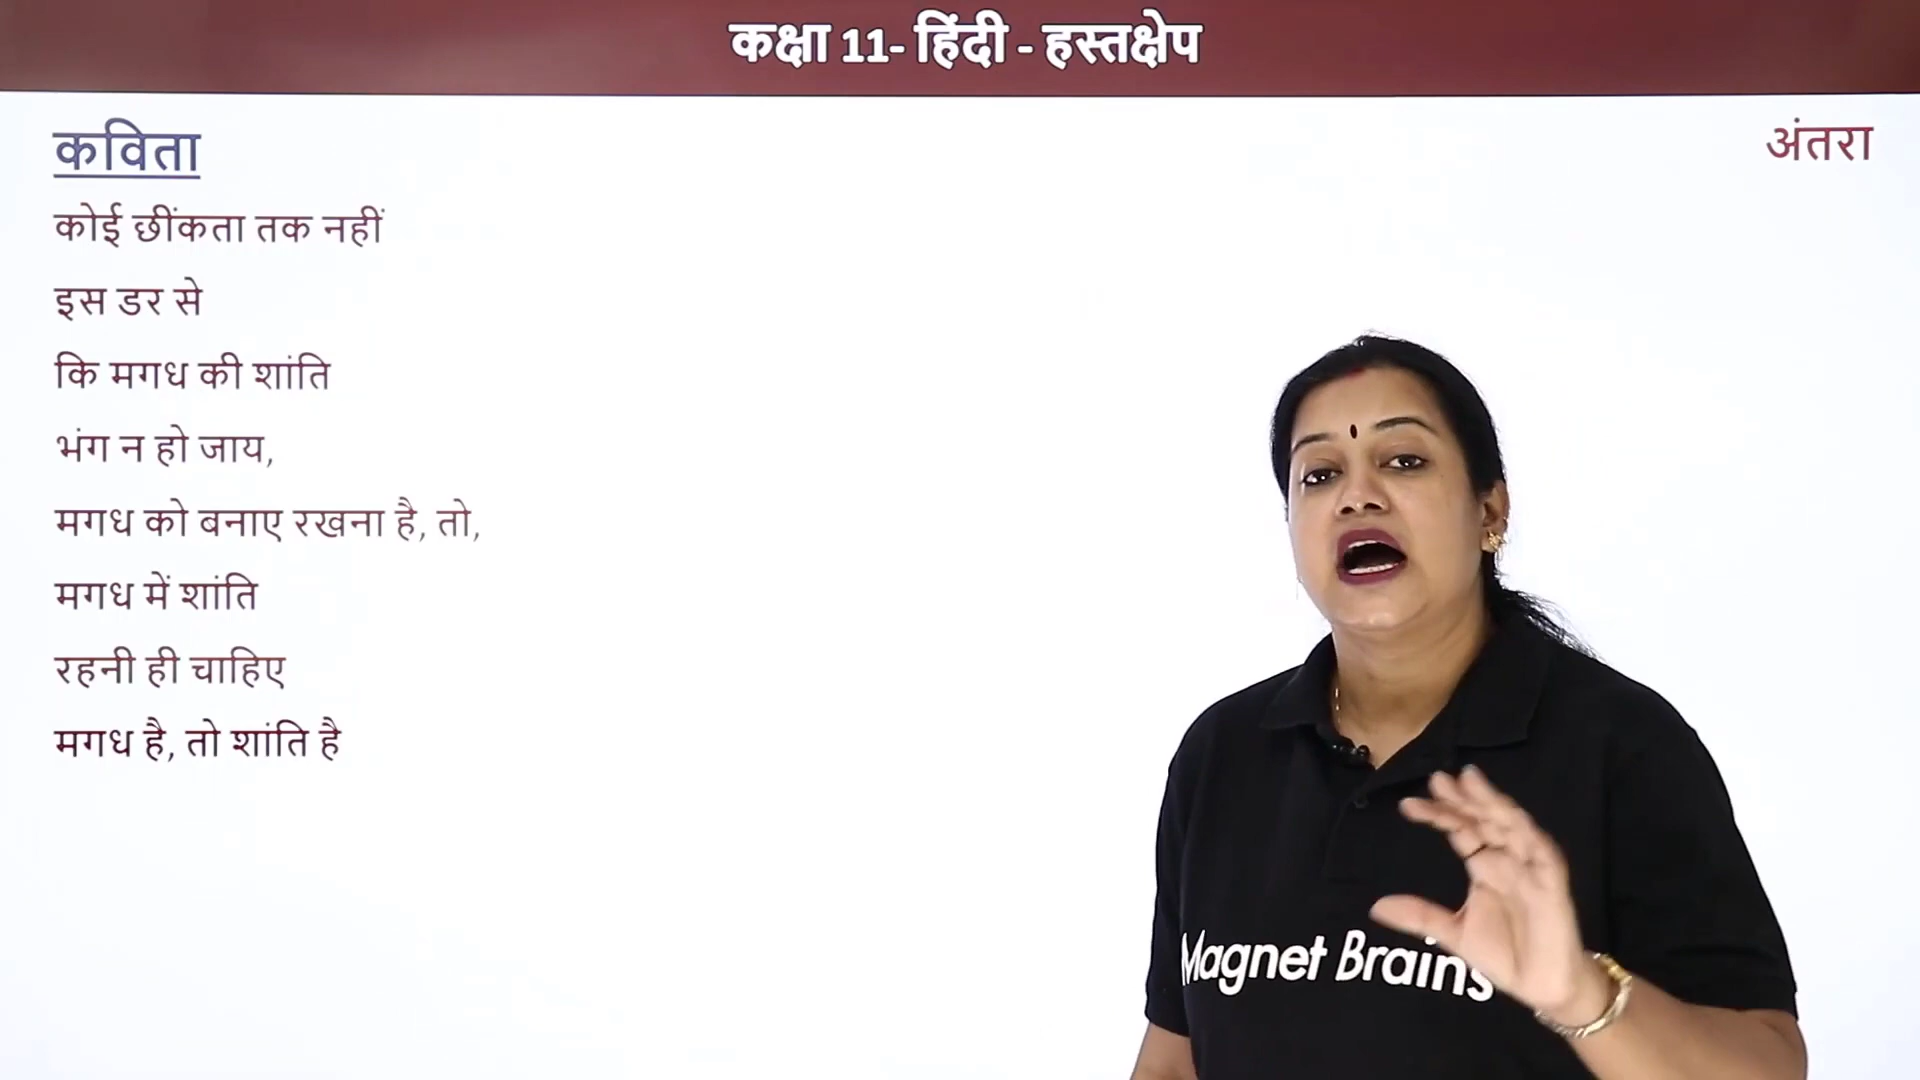 कक्षा 11- हिंदी - हस्तक्षेप
कविता
अंतरा
कोई छींकता तक नहीं
इस डर से
कि मगध की शांति
भंग न हो जाय,
मगध को बनाए रखना है, तो,
मगध में शांति
रहनी ही चाहिए
मगध है, तो शांति है
Magnet Brains